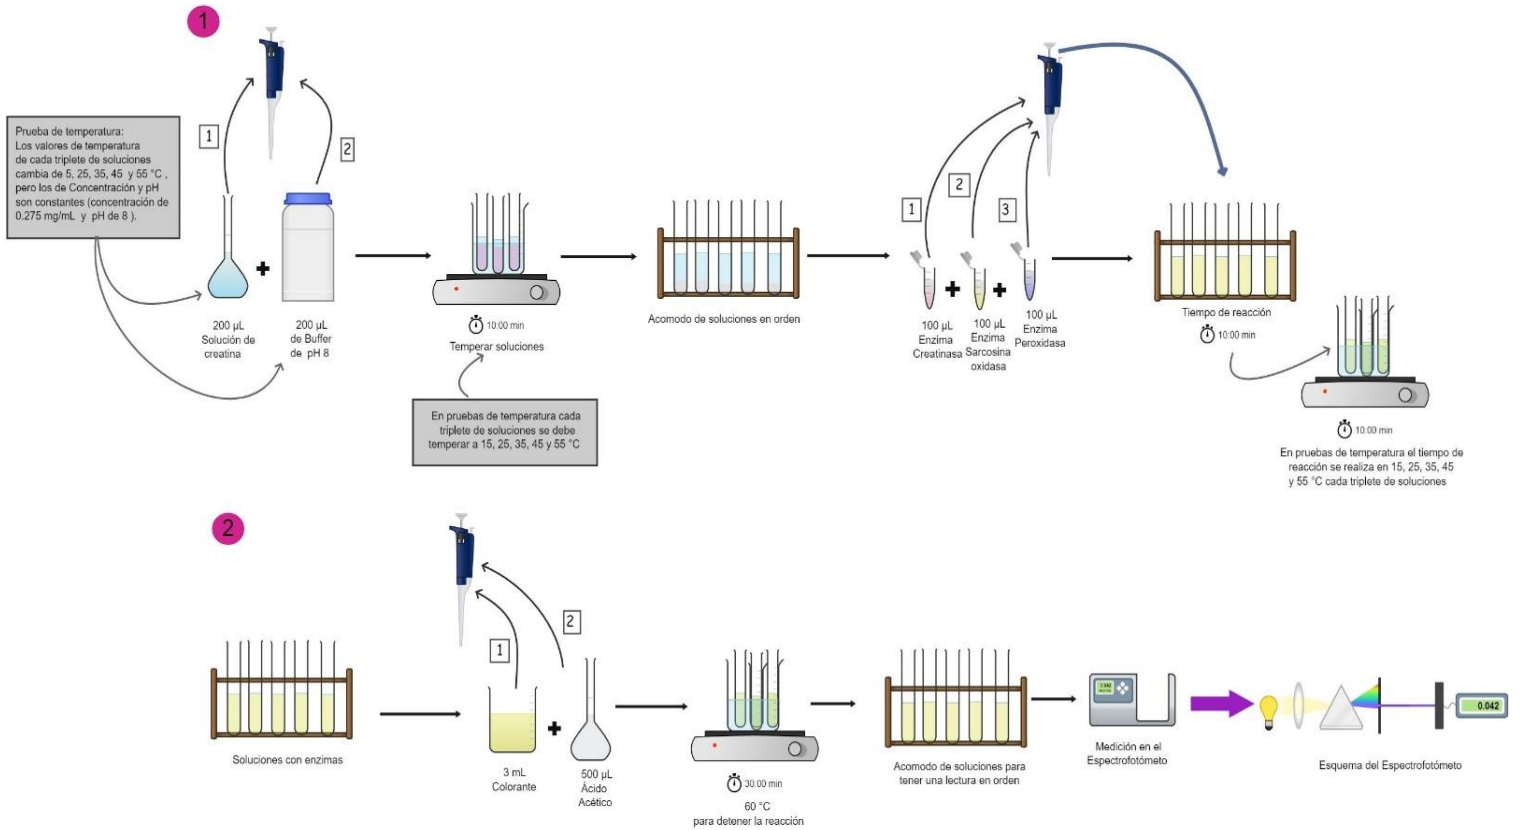 1
Prueba de temperatura:
Los valores de temperatura
de cada triplete de soluciones
cambia de 5, 25, 35, 45 y 55 °C ,
pero los de Concentración y pH
son constantes (concentración de
0.275 mg/mL y pH de 8 ).
1
2
200 µL
Solución de
creatina
200 µL
de Buffer
de pH 8
10:00 min
Temperar soluciones
En pruebas de temperatura cada
triplete de soluciones se debe
temperar a 15, 25, 35, 45 y 55 °C
Acomodo de soluciones en orden
1
2
3
100 µL
Enzima
Creatinasa
100 µL
Enzima
Sarcosina
oxidasa
100 µL
Enzima
Peroxidasa
Tiempo de reacción
10:00 min
10:00 min
En pruebas de temperatura el tiempo de
reacción se realiza en 15, 25, 35, 45
y 55 °C cada triplete de soluciones
2
Soluciones con enzimas
1
2
3 mL
Colorante
500 µL
Ácido
Acético
30:00 min
60 °C
para detener la reacción
Acomodo de soluciones para
tener una lectura en orden
0.042
Medición en el
Espectrofotómeto
0.042
Esquema del Espectrofotómeto